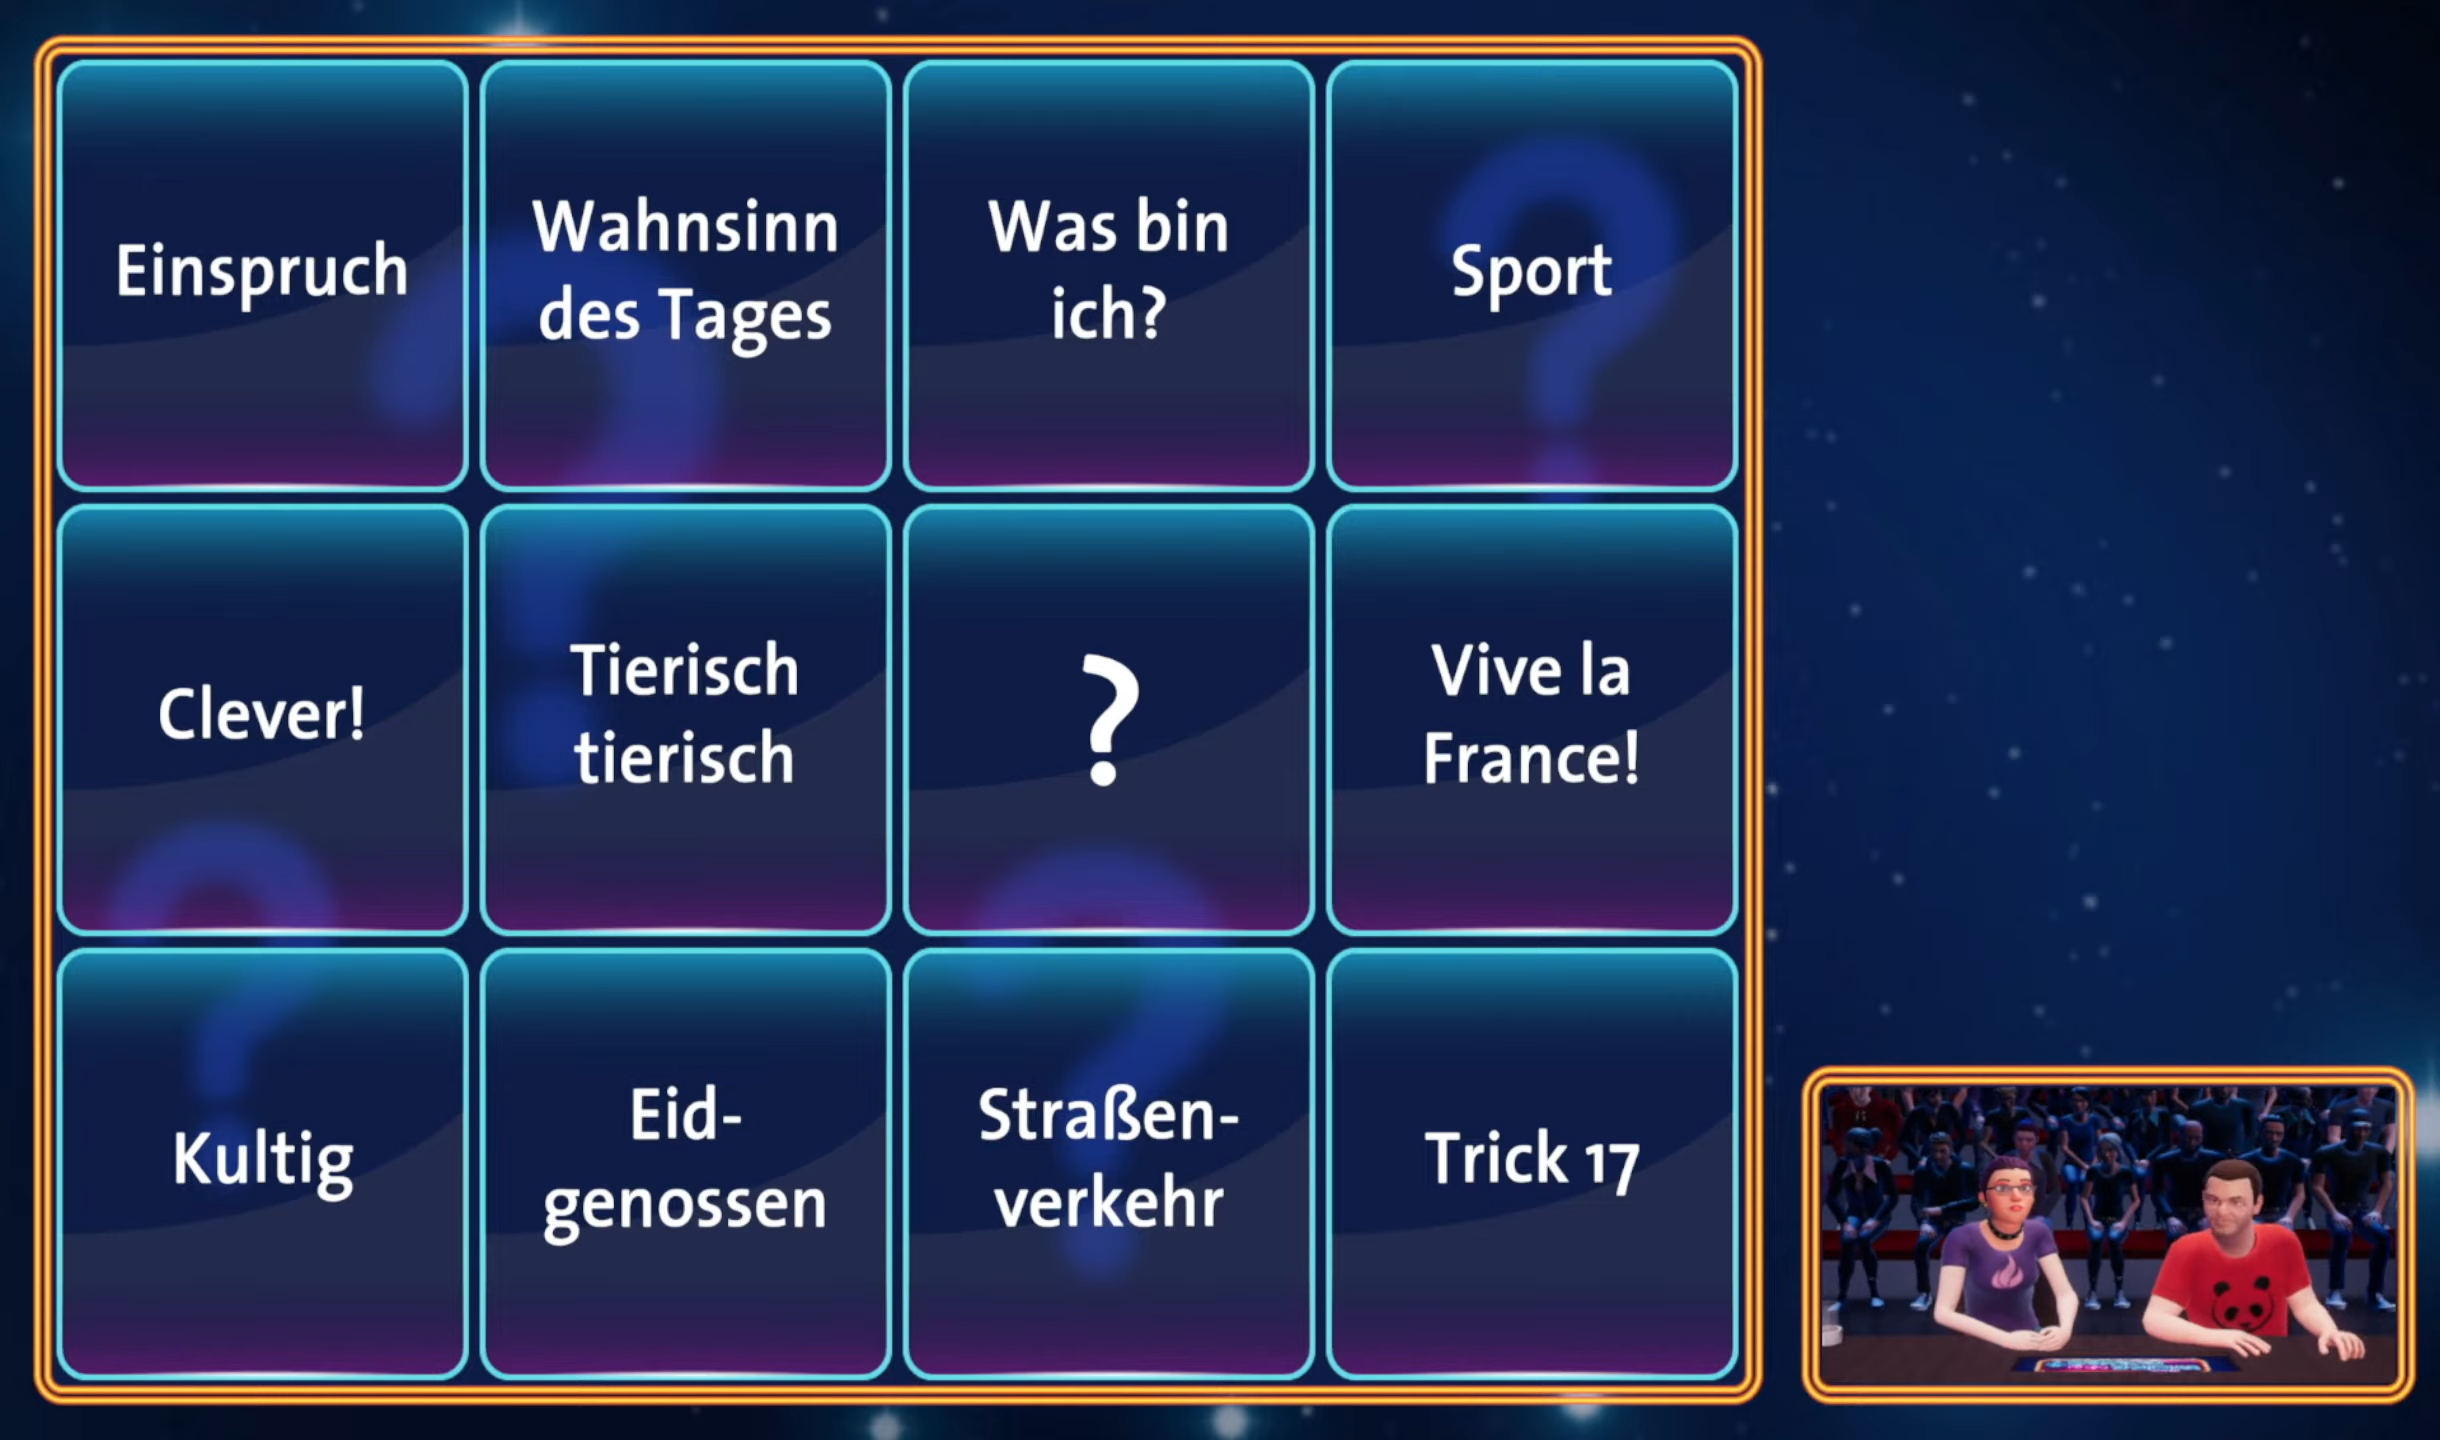 Einspruch
Wahnsinn
des Tages
Was bin
ich?
Sport
Clever!
Tierisch
tierisch
?
Vive la
France!
Kultig
Eid-
genossen
Straßen-
verkehr
Trick 17